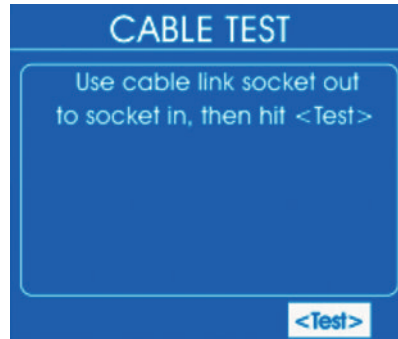 CABLE TEST
Use cable link socket out
to socket in, then hit <Test>
<Test>